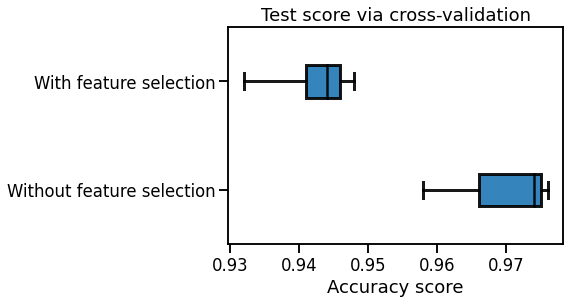 Test score via cross-validation
With feature selection
Without feature selection
0.93 0.94 0.95 0.96 0.97
Accuracy score